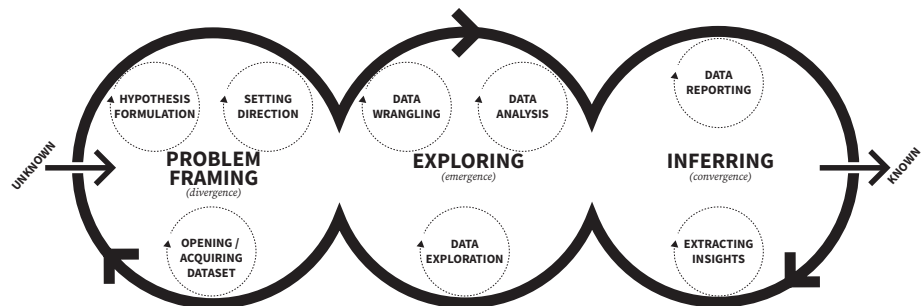 UNKNOWN
HYPOTHESIS
FORMULATION
SETTING
DIRECTION
PROBLEM
FRAMING
(divergence)
OPENING /
ACQUIRING
DATASET
DATA
WRANGLING
DATA
ANALYSIS
EXPLORING
(emergence)
DATA
EXPLORATION
DATA
REPORTING
INFERRING
(convergence)
EXTRACTING
INSIGHTS
KNOWN